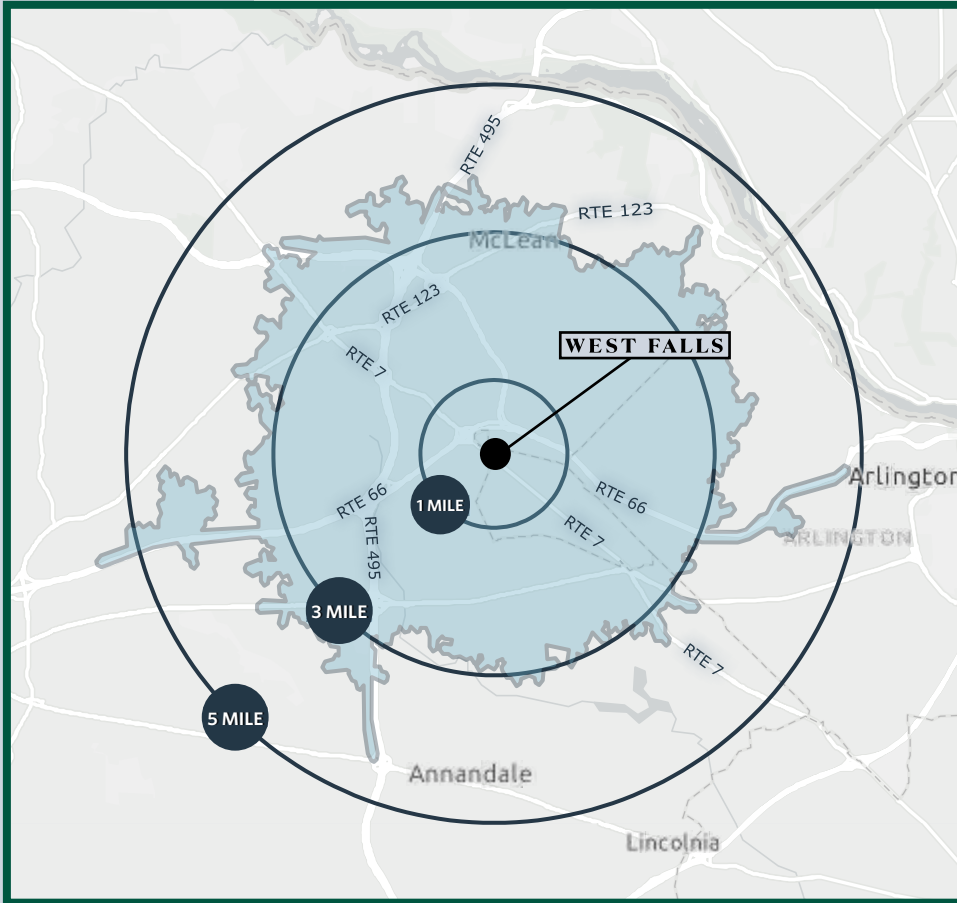 RTE 495
RTE 123
McLean
RTE 123
WEST FALLS
RTE 7
Arlington
RTE 66
RTE 66
1 MILE
RTE 7
ARLINGTON
RTE 495
3 MILE
RTE 7
5 MILE
Annandale
Lincolnia